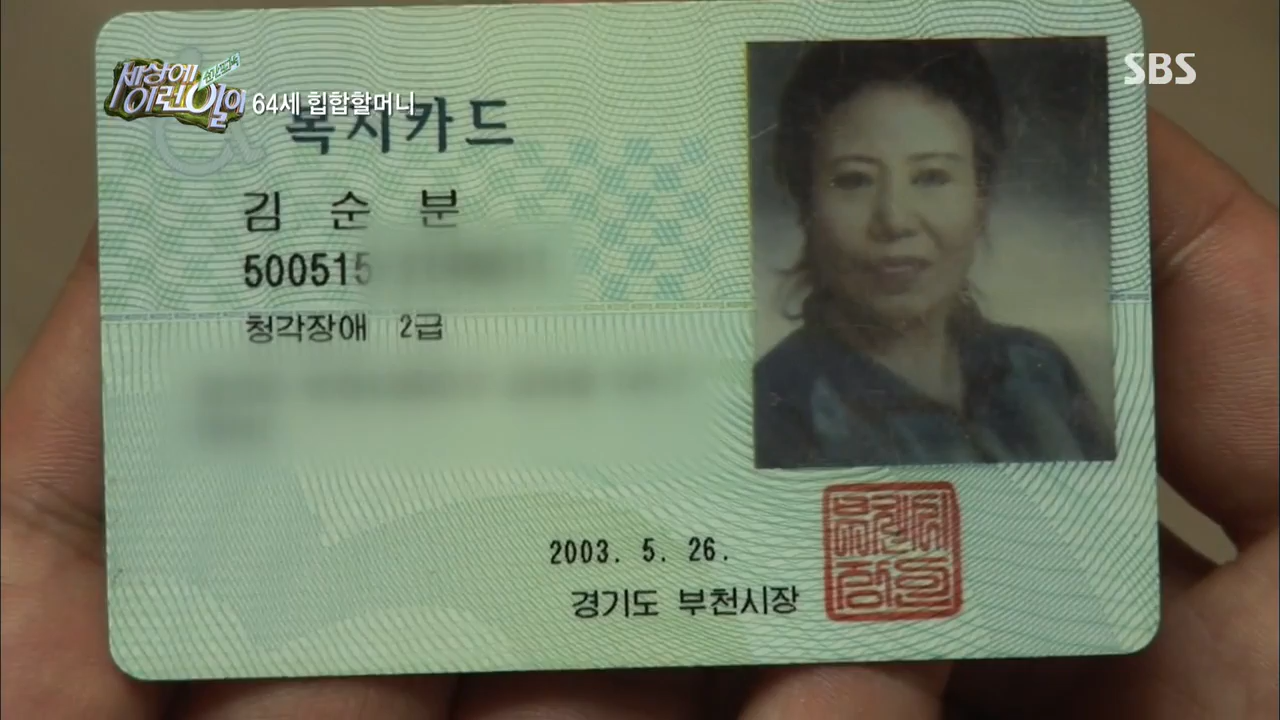 세상에 이런 일이
64세 힙합할머니
SBS
복지카드
김 순 분
500515
청각장애 2급
2003. 5. 26.
경기도 부천시장